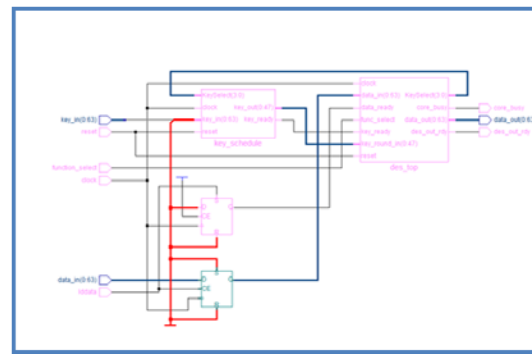 clock
KeySelect(3:0)
data_in(0:63) KeySelect(3:0)
clock key_out(0:47) data_ready core_busy core_busy
key_in(0:63) key_in(0:63) key_ready func_select data_out(0:63) data_out(0:63)
reset reset key_ready des_out_rdy des_out_rdy
key_schedule key_round_in(0:47)
reset
function_select des_top
clock
D
CE
data_in(0:63) D
lddata CE